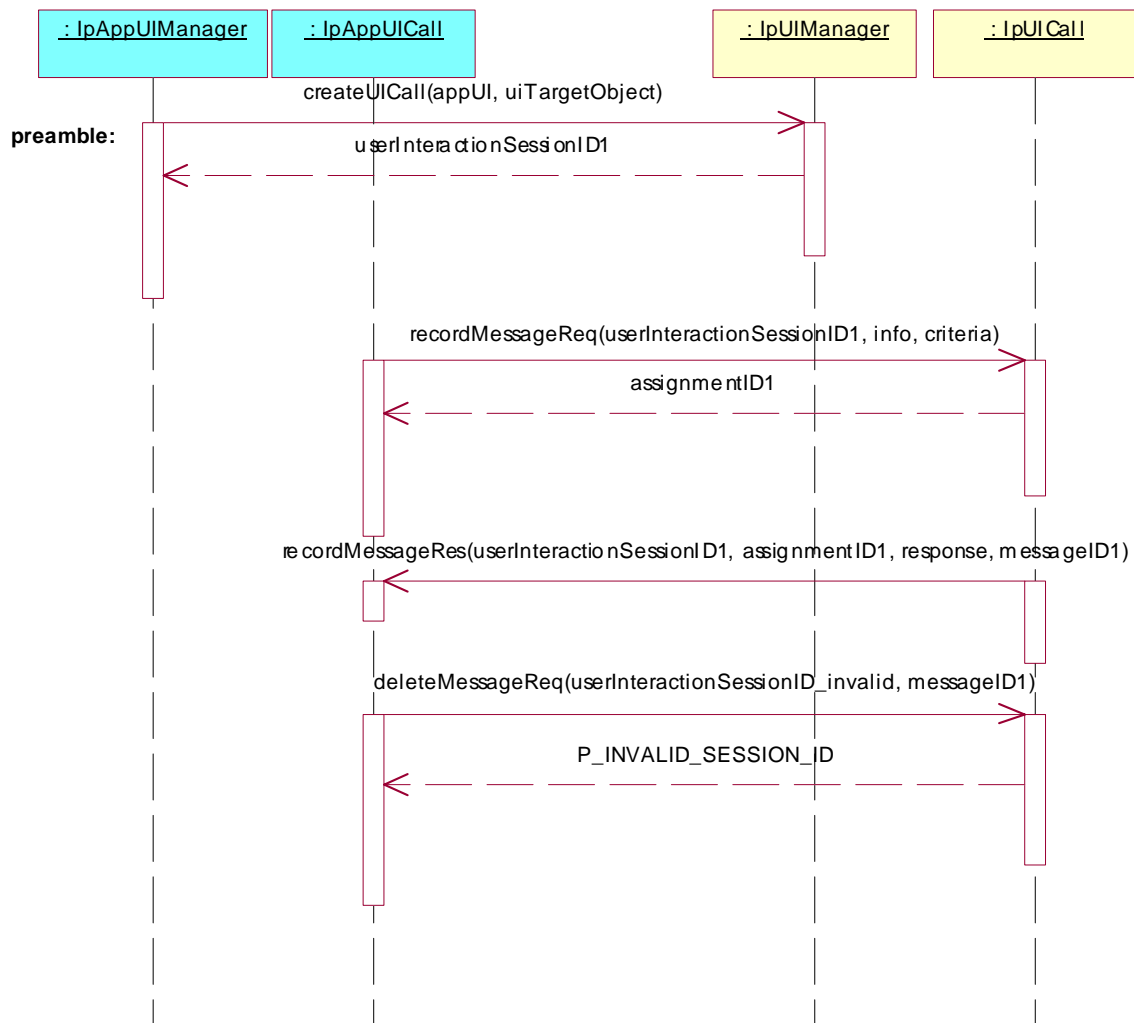 : IpAppUIManager
: IpAppUICall
: IpUIManager
: IpUICall
createUICall(appUI, uiTargetObject)
preamble:
userInteractionSessionID1
recordMessageReq(userInteractionSessionID1, info, criteria)
assignmentID1
recordMessageRes(userInteractionSessionID1, assignmentID1, response, messageID1)
deleteMessageReq(userInteractionSessionID_invalid, messageID1)
P_INVALID_SESSION_ID